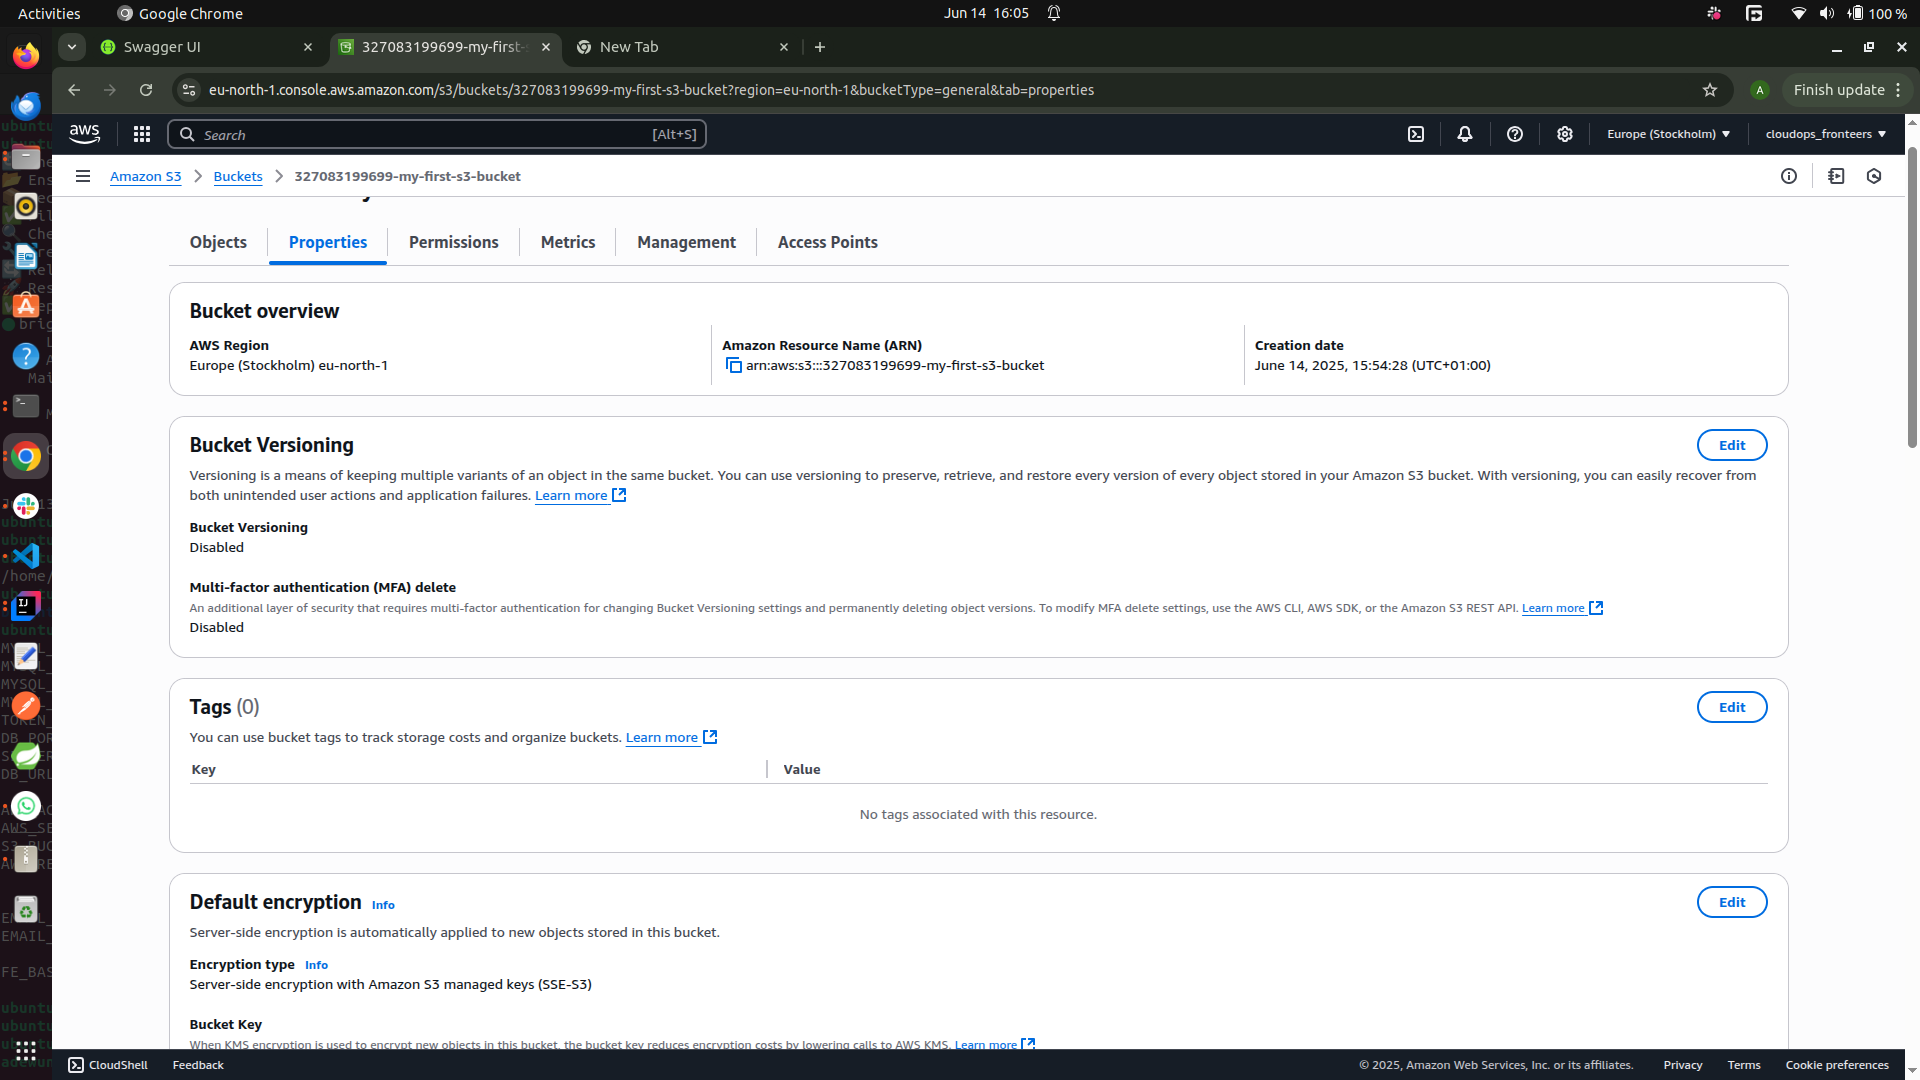 Activities
Google Chrome
Jun 14 16:05
100 %
Swagger UI
327083199699-my-first-
New Tab
eu-north-1.console.aws.amazon.com/s3/buckets/327083199699-my-first-s3-bucket?region=eu-north-1&bucketType=general&tab=properties
A
Finish update
aws
Search
[Alt+S]
Europe (Stockholm)
cloudops_fronteers
Amazon S3
Buckets
327083199699-my-first-s3-bucket
Objects
Properties
Permissions
Metrics
Management
Access Points
Bucket overview
AWS Region
Europe (Stockholm) eu-north-1
Amazon Resource Name (ARN)
arn:aws:s3:::327083199699-my-first-s3-bucket
Creation date
June 14, 2025, 15:54:28 (UTC+01:00)
Bucket Versioning
Edit
Versioning is a means of keeping multiple variants of an object in the same bucket. You can use versioning to preserve, retrieve, and restore every version of every object stored in your Amazon S3 bucket. With versioning, you can easily recover from
both unintended user actions and application failures. Learn more
Bucket Versioning
Disabled
Multi-factor authentication (MFA) delete
An additional layer of security that requires multi-factor authentication for changing Bucket Versioning settings and permanently deleting object versions. To modify MFA delete settings, use the AWS CLI, AWS SDK, or the Amazon S3 REST API. Learn more
Disabled
Tags (0)
Edit
You can use bucket tags to track storage costs and organize buckets. Learn more
Key
Value
No tags associated with this resource.
Default encryption Info
Edit
Server-side encryption is automatically applied to new objects stored in this bucket.
Encryption type Info
Server-side encryption with Amazon S3 managed keys (SSE-S3)
Bucket Key
When KMS encryption is used to encrypt new objects in this bucket, the bucket key reduces encryption costs by lowering calls to AWS KMS. Learn more
CloudShell
Feedback
© 2025, Amazon Web Services, Inc. or its affiliates.
Privacy
Terms
Cookie preferences